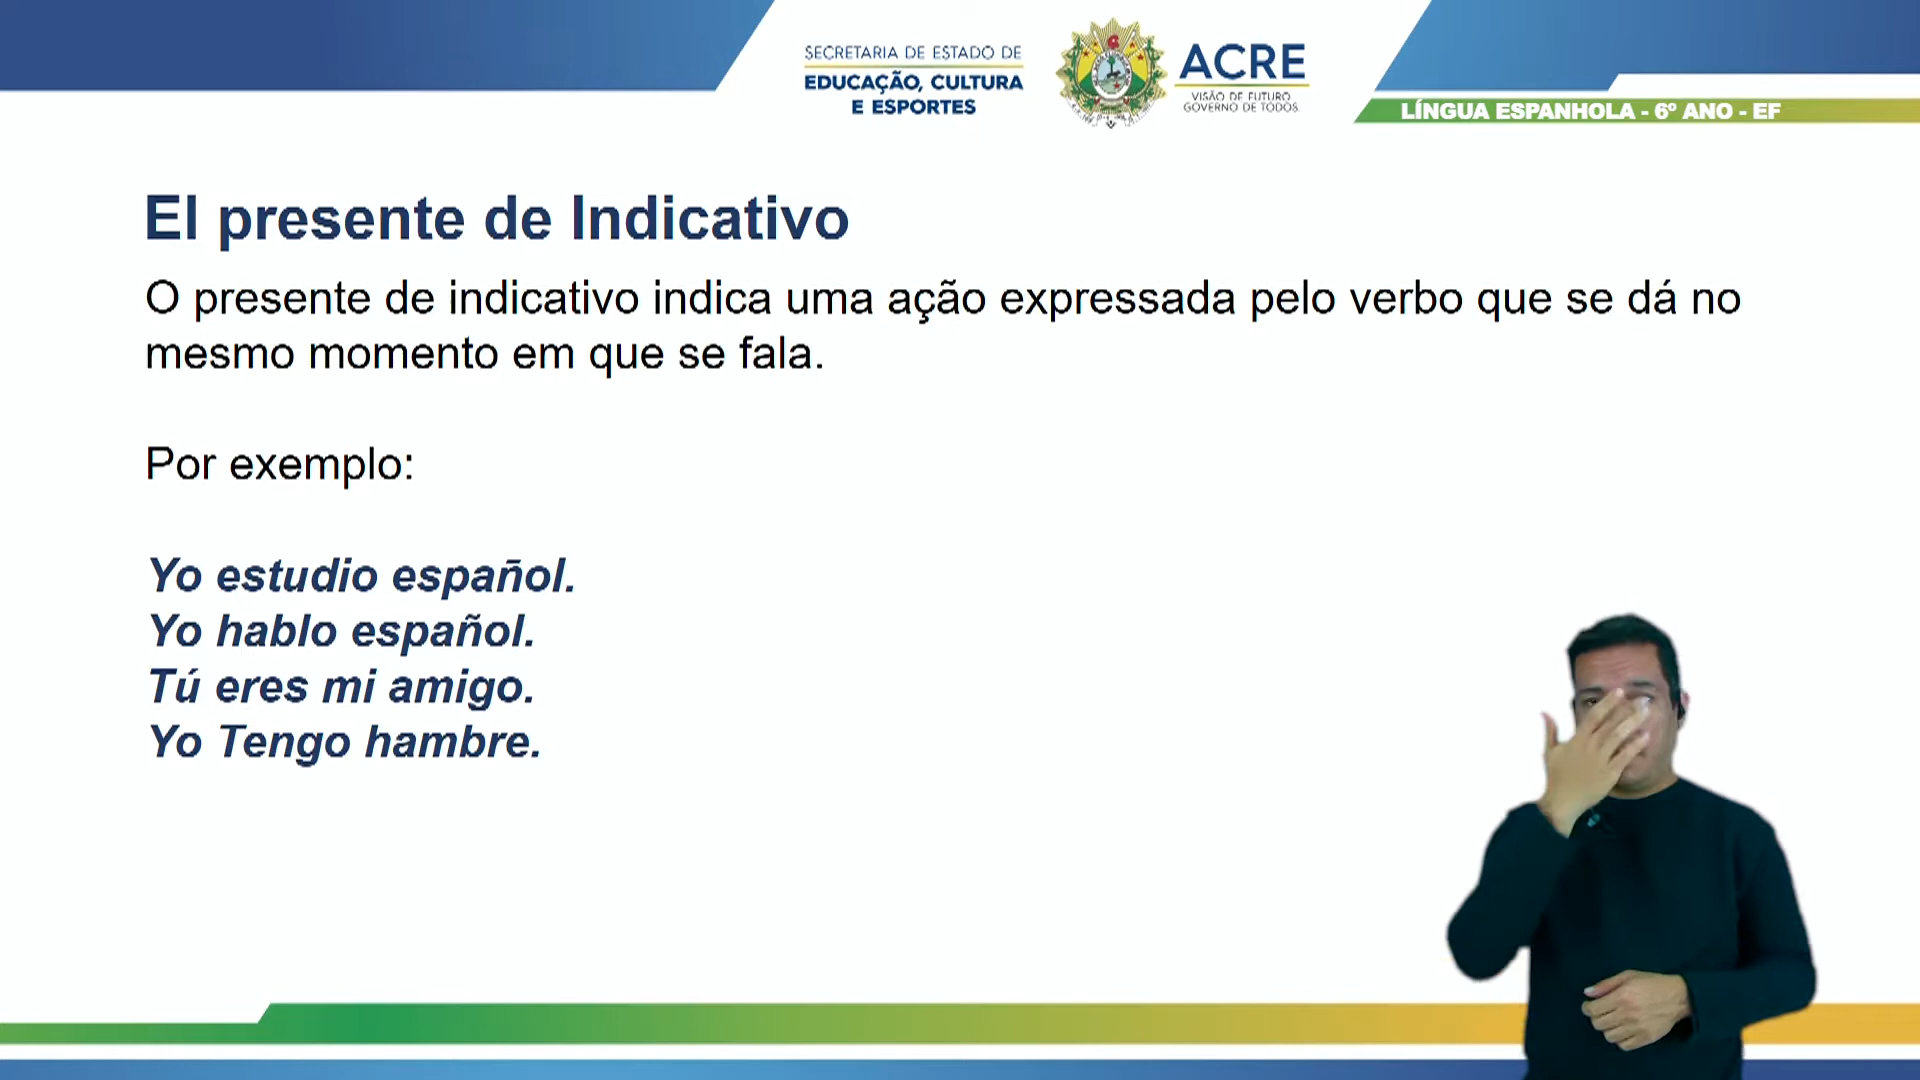 SECRETARIA DE ESTADO DE
EDUCAÇÃO, CULTURA
E ESPORTES
ACRE
VISÃO DE FUTURO
GOVERNO DE TODOS
LÍNGUA ESPANHOLA - 6º ANO - EF
El presente de Indicativo
O presente de indicativo indica uma ação expressada pelo verbo que se dá no
mesmo momento em que se fala.
Por exemplo:
Yo estudio español.
Yo hablo español.
Tú eres mi amigo.
Yo Tengo hambre.